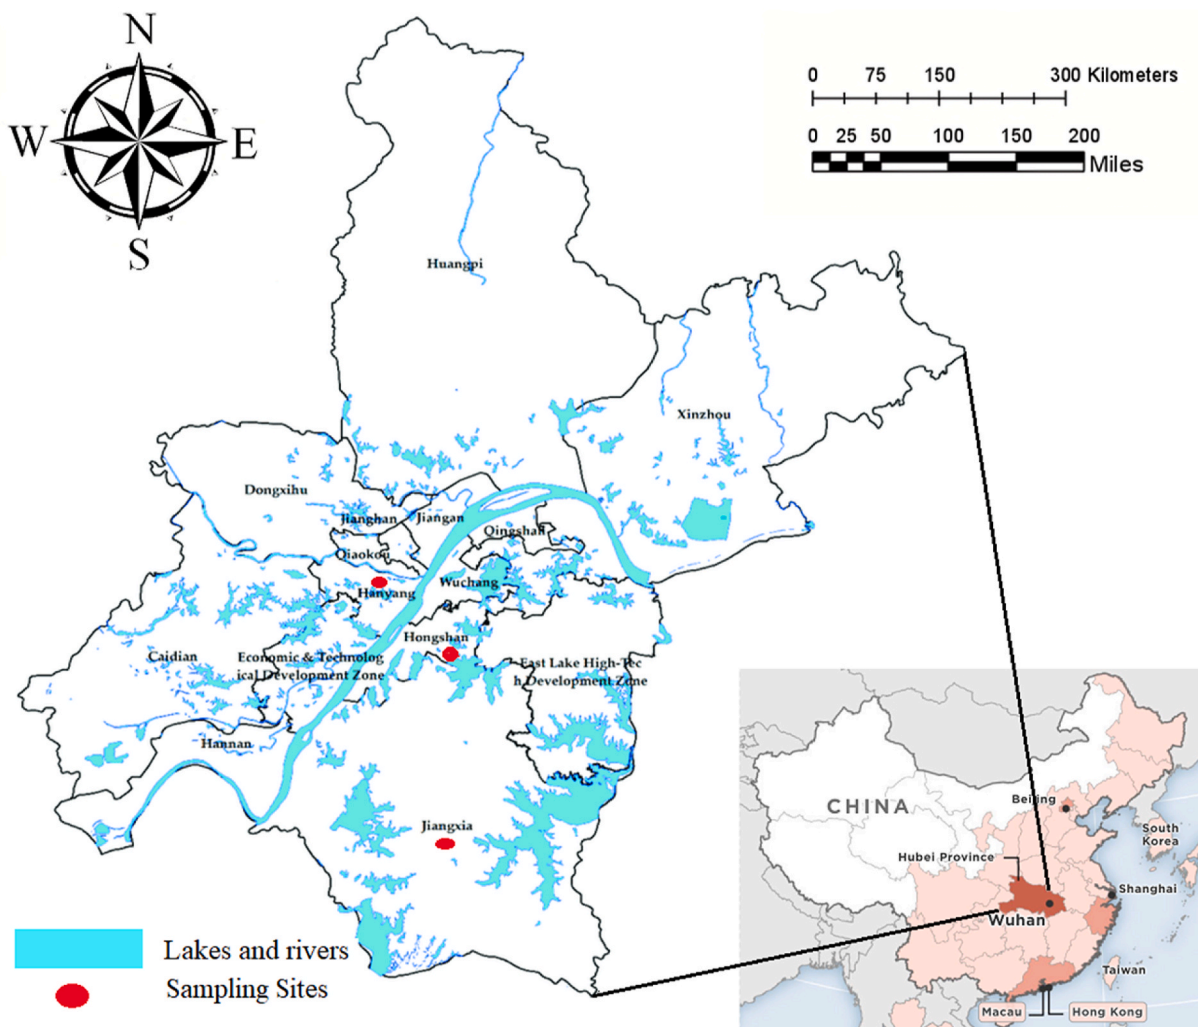 N
W
E
S
0 75 150 300 Kilometers
0 25 50 100 150 200
Miles
Huangpi
Xinzhou
Dongxihu
Jianghan
Jiangan
Qingshan
Qiaokou
Wuchang
Hanyang
Hongshan
Caidian
Economic & Technolog
ical Development Zone
East Lake High-Tec
h Development Zone
Hannan
Jiangxia
Lakes and rivers
Sampling Sites
CHINA
Beijing
South
Korea
Hubei Province
Shanghai
Wuhan
Taiwan
Macau
Hong Kong